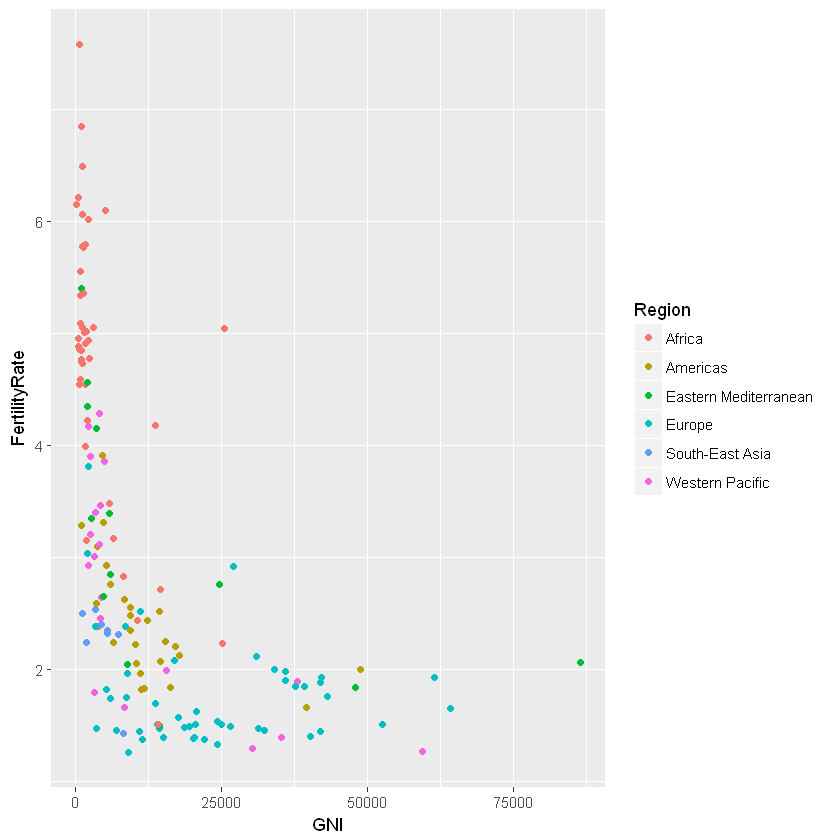 6
4
2
FertilityRate
0
25000
50000
75000
GNI
Region
Africa
Americas
Eastern Mediterranean
Europe
South-East Asia
Western Pacific